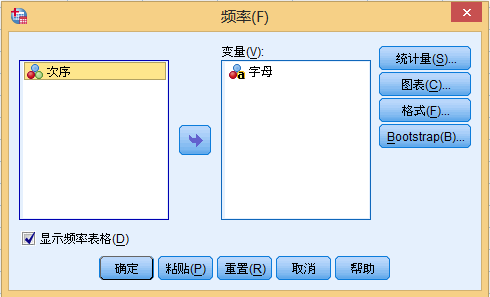 频率(F)
变量(V):
次序
字母
统计量(S)...
图表(C)...
格式(F)...
Bootstrap(B)...
显示频率表格(D)
确定
粘贴(P)
重置(R)
取消
帮助